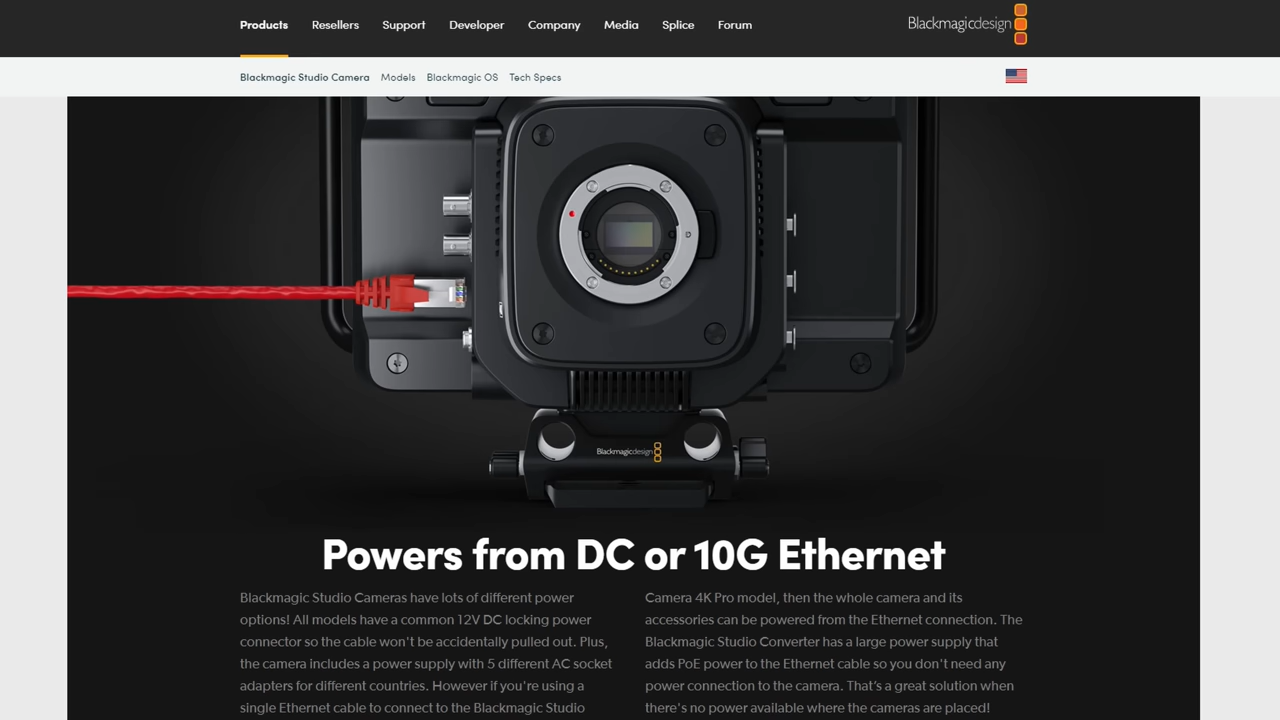 Products Resellers Support Developer Company Media Splice Forum
Blackmagicdesign
Blackmagic Studio Camera Models Blackmagic OS Tech Specs
Blackmagicdesign
Powers from DC or 10G Ethernet
Blackmagic Studio Cameras have lots of different power
options! All models have a common 12V DC locking power
connector so the cable won't be accidentally pulled out. Plus,
the camera includes a power supply with 5 different AC socket
adapters for different countries. However if you're using a
single Ethernet cable to connect to the Blackmagic Studio
Camera 4K Pro model, then the whole camera and its
accessories can be powered from the Ethernet connection. The
Blackmagic Studio Converter has a large power supply that
adds PoE power to the Ethernet cable so you don't need any
power connection to the camera. That's a great solution when
there's no power available where the cameras are placed!